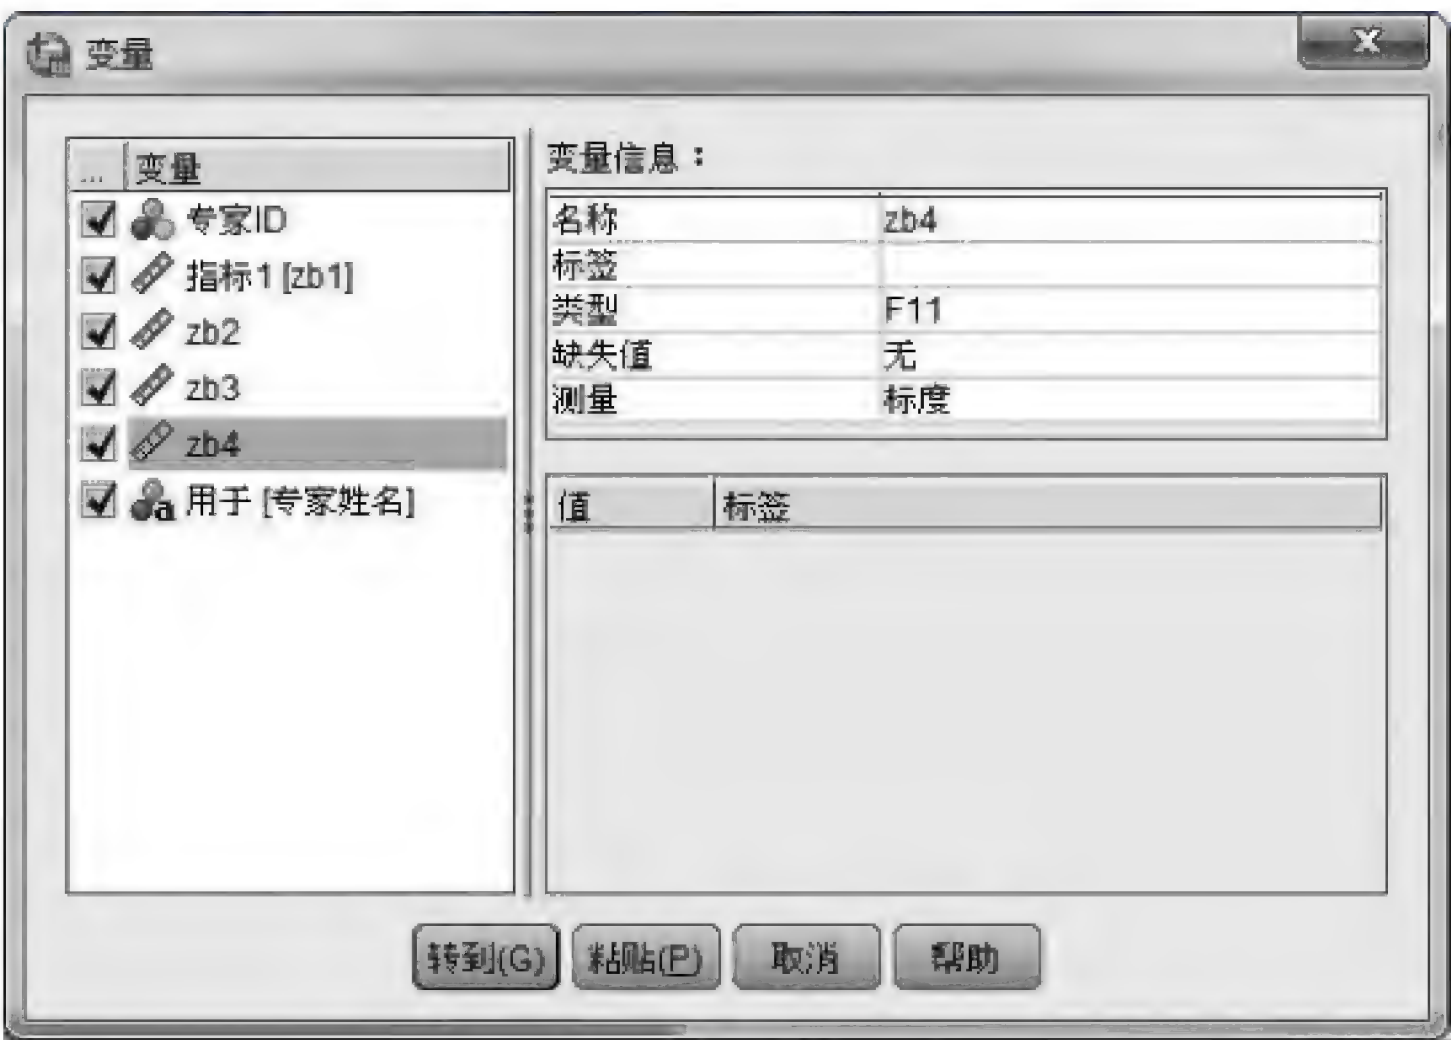 变量
... 变量
专家ID
指标1 [zb1]
zb2
zb3
zb4
用于 [专家姓名]
变量信息：
名称 zb4
标签
类型 F11
缺失值 无
测量 标度
值 标签
转到(G) 粘贴(P) 取消 帮助